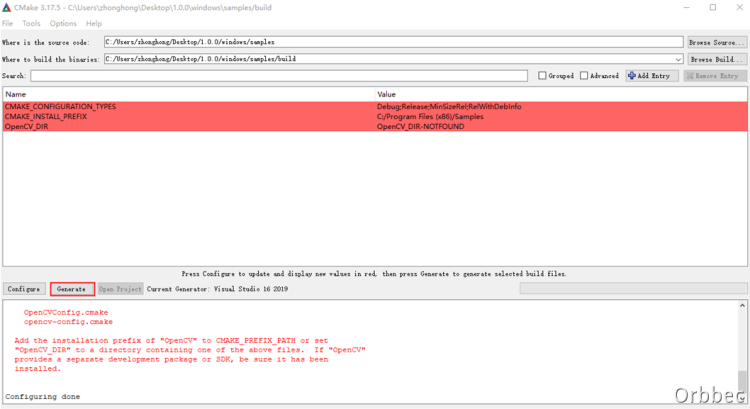 CMake 3.17.5 - C:\Users\zhonghong\Desktop\1.0.0\windows\samples/build
File Tools Options Help
Where is the source code: C:/Users/zhonghong/Desktop/1.0.0/windows/samples Browse Source...
Where to build the binaries: C:/Users/zhonghong/Desktop/1.0.0/windows/samples/build Browse Build...
Search: Grouped Advanced Add Entry Remove Entry
Name Value
CMAKE_CONFIGURATION_TYPES Debug;Release;MinSizeRel;RelWithDebInfo
CMAKE_INSTALL_PREFIX C:/Program Files (x86)/Samples
OpenCV_DIR OpenCV_DIR-NOTFOUND
Press Configure to update and display new values in red, then press Generate to generate selected build files.
Configure Generate Open Project Current Generator: Visual Studio 16 2019
OpenCVConfig.cmake
opencv-config.cmake
Add the installation prefix of "OpenCV" to CMAKE_PREFIX_PATH or set
"OpenCV_DIR" to a directory containing one of the above files. If "OpenCV"
provides a separate development package or SDK, be sure it has been
installed.
Configuring done
Orbbec